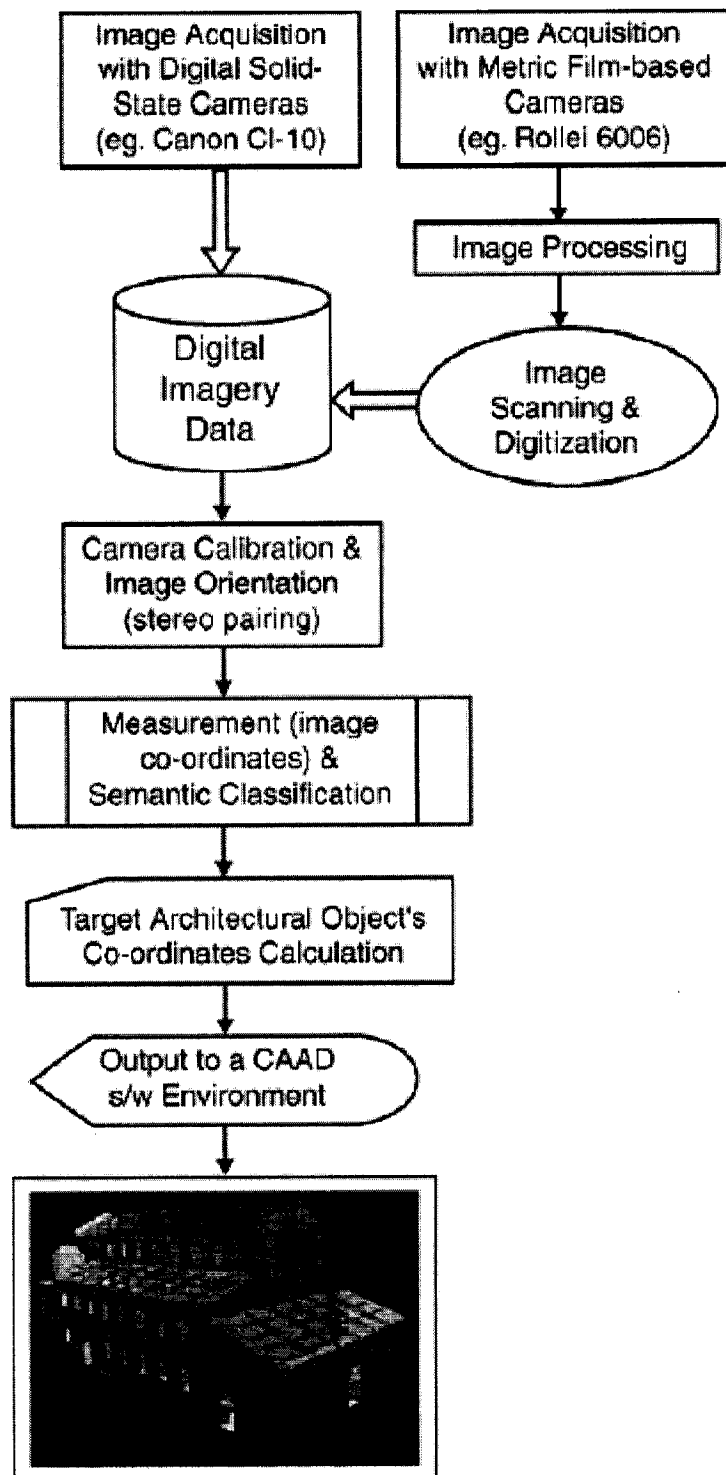 Image Acquisition
with Digital Solid-
State Cameras
(eg. Canon CI-10)
Image Acquisition
with Metric Film-based
Cameras
(eg. Rollei 6006)
Image Processing
Digital
Imagery
Data
Image
Scanning &
Digitization
Camera Calibration &
Image Orientation
(stereo pairing)
Measurement (image
co-ordinates) &
Semantic Classification
Target Architectural Object's
Co-ordinates Calculation
Output to a CAAD
s/w Environment